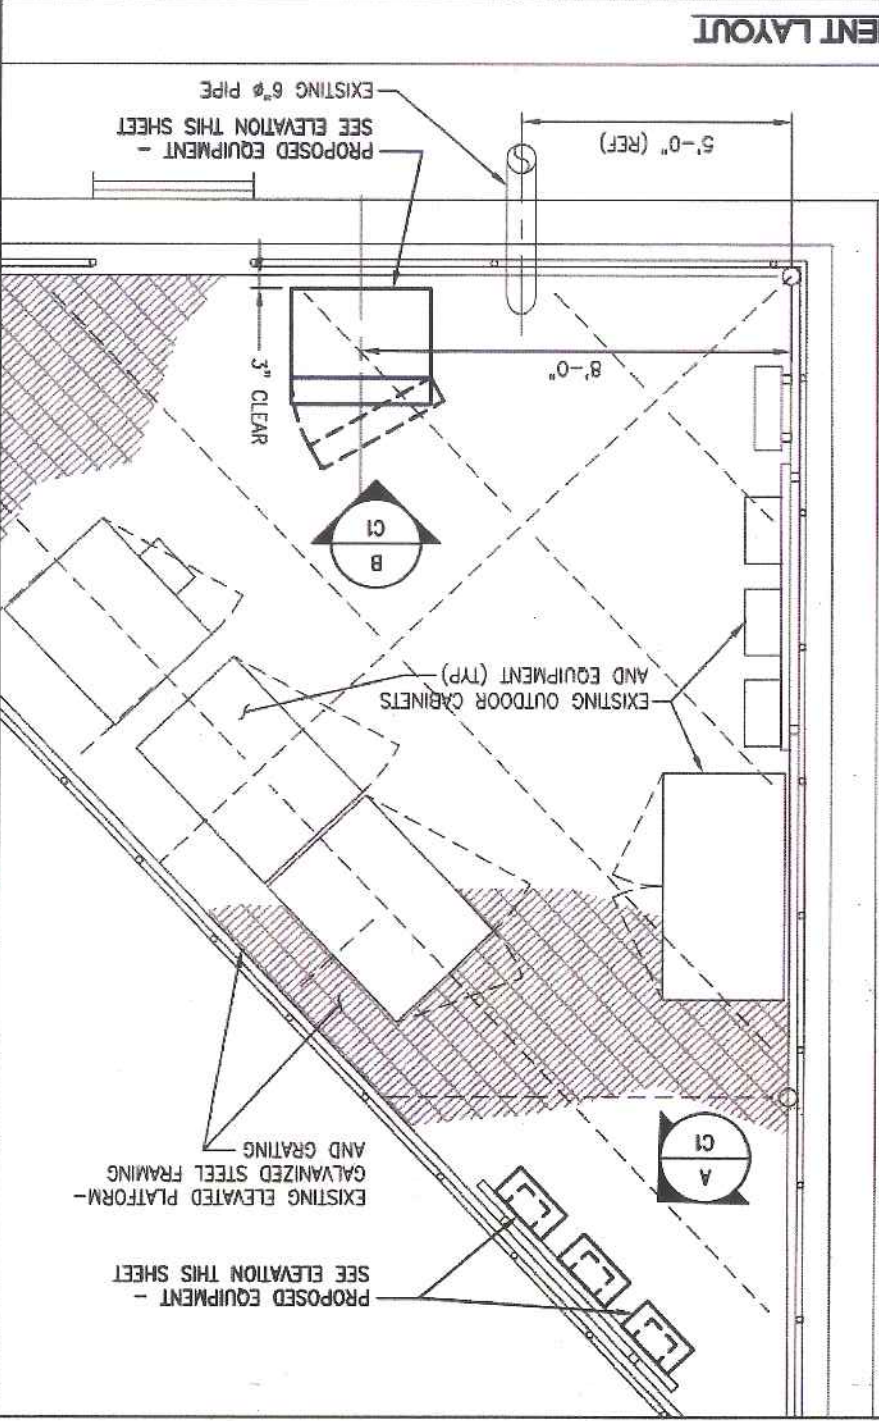 PROPOSED EQUIPMENT -
SEE ELEVATION THIS SHEET
EXISTING ELEVATED PLATFORM-
GALVANIZED STEEL FRAMING
AND GRATING
A
C1
EXISTING OUTDOOR CABINETS
AND EQUIPMENT (TYP)
B
C1
3" CLEAR
8'-0"
5'-0" (REF)
PROPOSED EQUIPMENT -
SEE ELEVATION THIS SHEET
EXISTING 6"ø PIPE
ENT LAYOUT